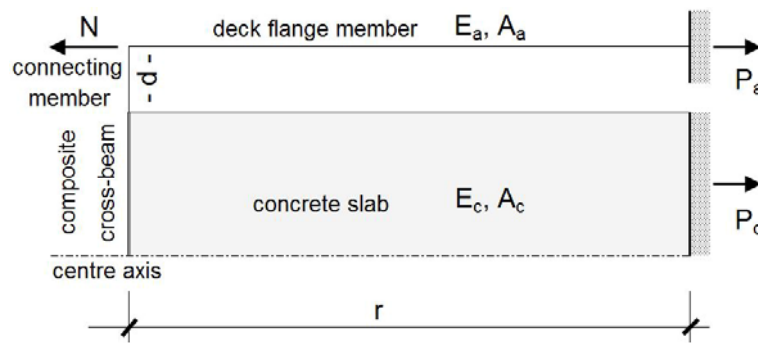 N
deck flange member
Eₐ, Aₐ
connecting
member
- d -
Pₐ
composite
cross-beam
concrete slab
E꜀, A꜀
P꜀
centre axis
r